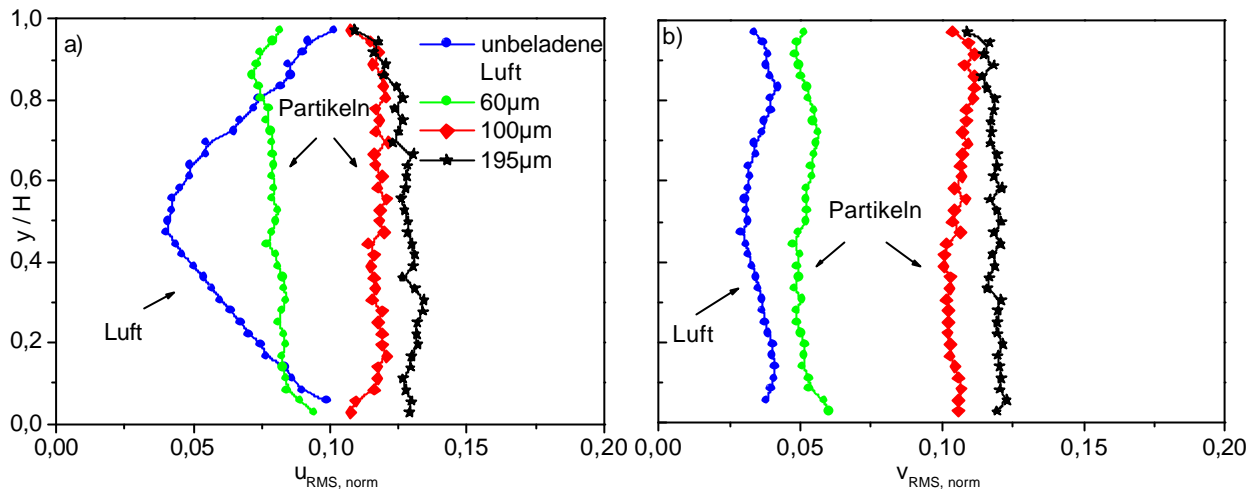 a)
unbeladene
Luft
60µm
100µm
195µm
Partikeln
Luft
y / H
1,0
0,8
0,6
0,4
0,2
0,0
0,00
0,05
0,10
0,15
0,20
u RMS, norm
b)
Partikeln
Luft
0,00
0,05
0,10
0,15
0,20
v RMS, norm